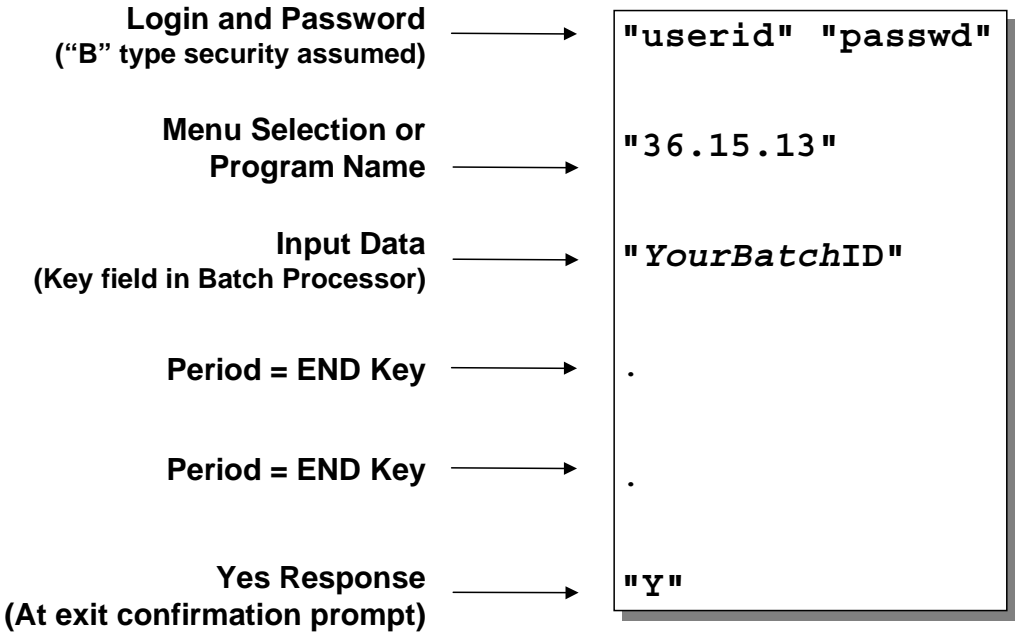 Login and Password
(“B” type security assumed)
"userid" "passwd"
Menu Selection or
Program Name
"36.15.13"
Input Data
(Key field in Batch Processor)
"YourBatchID"
Period = END Key
.
Period = END Key
.
Yes Response
(At exit confirmation prompt)
"Y"